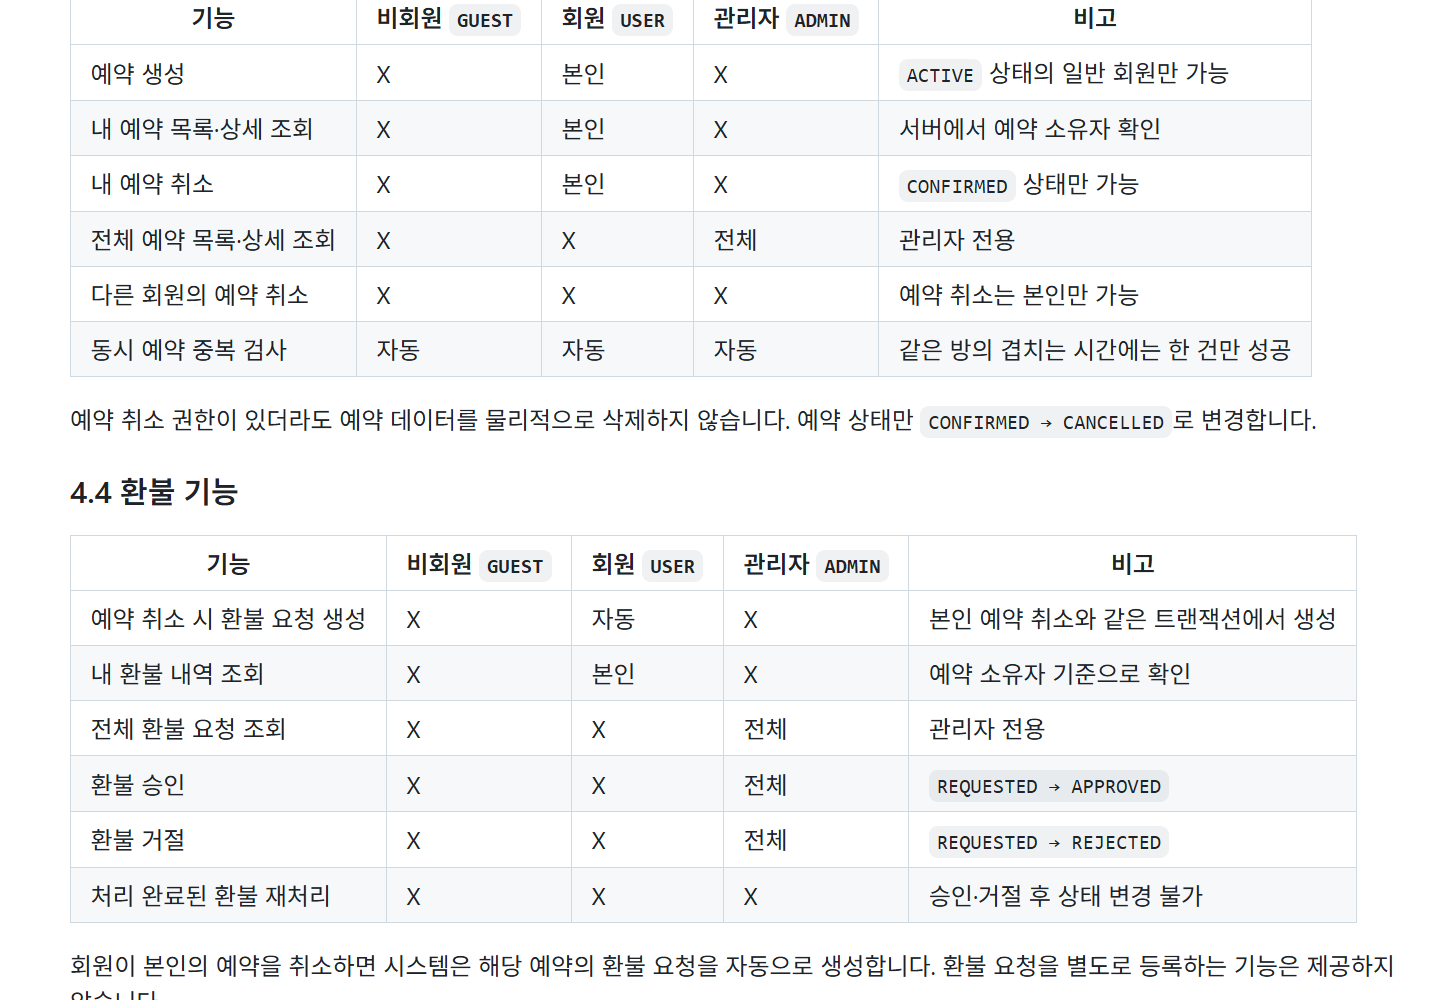 기능 비회원 GUEST 회원 USER 관리자 ADMIN 비고
예약 생성 X 본인 X ACTIVE 상태의 일반 회원만 가능
내 예약 목록·상세 조회 X 본인 X 서버에서 예약 소유자 확인
내 예약 취소 X 본인 X CONFIRMED 상태만 가능
전체 예약 목록·상세 조회 X X 전체 관리자 전용
다른 회원의 예약 취소 X X X 예약 취소는 본인만 가능
동시 예약 중복 검사 자동 자동 자동 같은 방의 겹치는 시간에는 한 건만 성공
예약 취소 권한이 있더라도 예약 데이터를 물리적으로 삭제하지 않습니다. 예약 상태만 CONFIRMED → CANCELLED로 변경합니다.
4.4 환불 기능
기능 비회원 GUEST 회원 USER 관리자 ADMIN 비고
예약 취소 시 환불 요청 생성 X 자동 X 본인 예약 취소와 같은 트랜잭션에서 생성
내 환불 내역 조회 X 본인 X 예약 소유자 기준으로 확인
전체 환불 요청 조회 X X 전체 관리자 전용
환불 승인 X X 전체 REQUESTED → APPROVED
환불 거절 X X 전체 REQUESTED → REJECTED
처리 완료된 환불 재처리 X X X 승인·거절 후 상태 변경 불가
회원이 본인의 예약을 취소하면 시스템은 해당 예약의 환불 요청을 자동으로 생성합니다. 환불 요청을 별도로 등록하는 기능은 제공하지
않습니다.